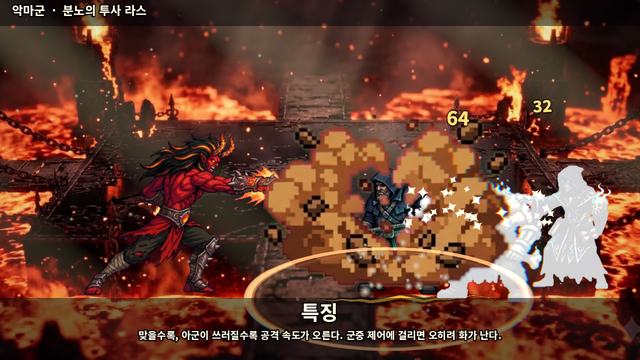 악마군 · 분노의 투사 라스
32
64
특징
맞을수록, 아군이 쓰러질수록 공격 속도가 오른다. 군중 제어에 걸리면 오히려 화가 난다.